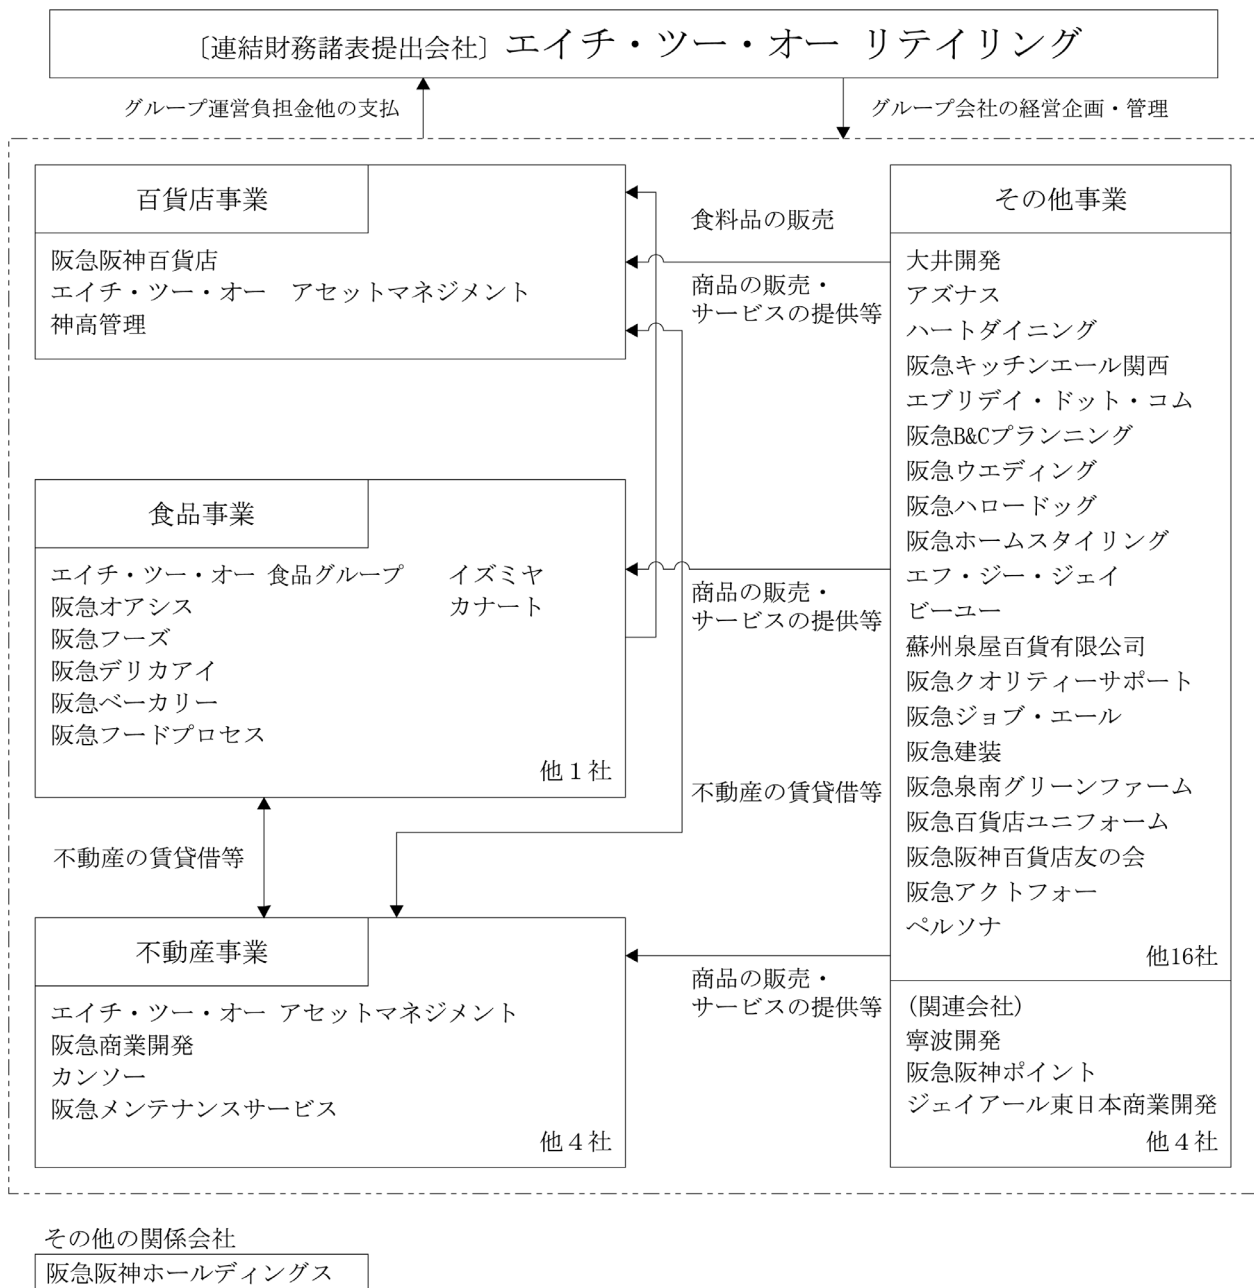 〔連結財務諸表提出会社〕エイチ・ツー・オー リテイリング
グループ運営負担金他の支払
グループ会社の経営企画・管理
百貨店事業
阪急阪神百貨店
エイチ・ツー・オー　アセットマネジメント
神高管理
食料品の販売
商品の販売・
サービスの提供等
食品事業
エイチ・ツー・オー 食品グループ　イズミヤ
阪急オアシス　カナート
阪急フーズ
阪急デリカアイ
阪急ベーカリー
阪急フードプロセス
他１社
商品の販売・
サービスの提供等
不動産の賃貸借等
不動産の賃貸借等
不動産事業
エイチ・ツー・オー アセットマネジメント
阪急商業開発
カンソー
阪急メンテナンスサービス
他４社
商品の販売・
サービスの提供等
その他事業
大井開発
アズナス
ハートダイニング
阪急キッチンエール関西
エブリデイ・ドット・コム
阪急B&Cプランニング
阪急ウエディング
阪急ハロードッグ
阪急ホームスタイリング
エフ・ジー・ジェイ
ビーユー
蘇州泉屋百貨有限公司
阪急クオリティーサポート
阪急ジョブ・エール
阪急建装
阪急泉南グリーンファーム
阪急百貨店ユニフォーム
阪急阪神百貨店友の会
阪急アクトフォー
ペルソナ
他16社
(関連会社)
寧波開発
阪急阪神ポイント
ジェイアール東日本商業開発
他４社
その他の関係会社
阪急阪神ホールディングス